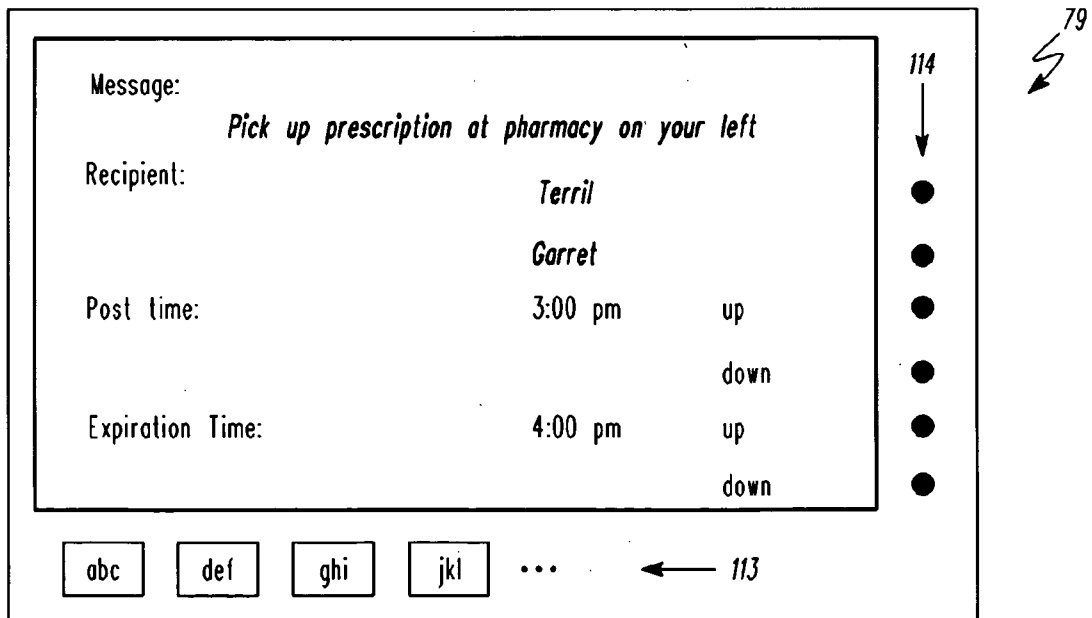 79
114
Message:
Pick up prescription at pharmacy on your left
Recipient:
Terril
Garret
Post time: 3:00 pm up
down
Expiration Time: 4:00 pm up
down
abc def ghi jkl ••• 113